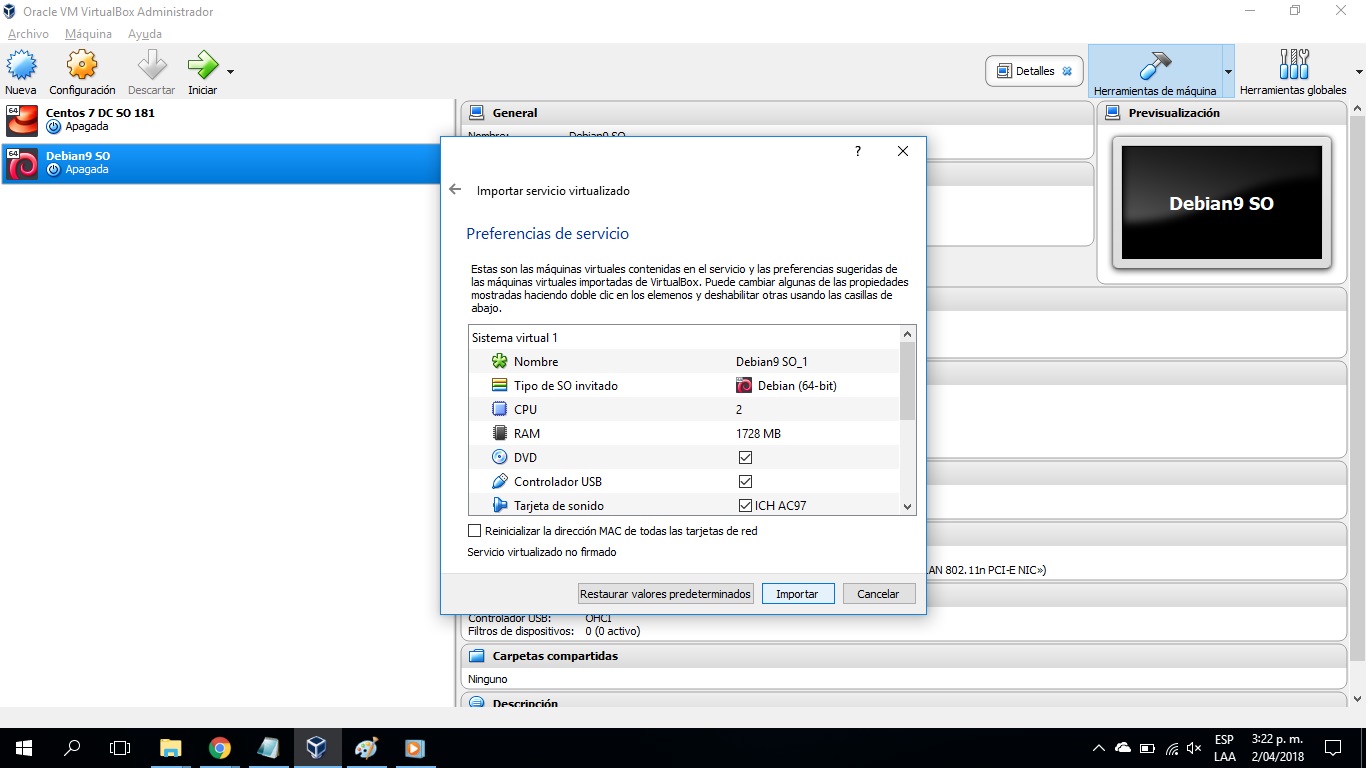 Oracle VM VirtualBox Administrador
Archivo Máquina Ayuda
Nueva Configuración Descartar Iniciar
Detalles
Herramientas de máquina
Herramientas globales
64
Centos 7 DC SO 181
Apagada
64
Debian9 SO
Apagada
General
Nombre: Debian9 SO
Previsualización
Debian9 SO
?
Importar servicio virtualizado
Preferencias de servicio
Estas son las máquinas virtuales contenidas en el servicio y las preferencias sugeridas de
las máquinas virtuales importadas de VirtualBox. Puede cambiar algunas de las propiedades
mostradas haciendo doble clic en los elemenos y deshabilitar otras usando las casillas de
abajo.
Sistema virtual 1
Nombre Debian9 SO_1
Tipo de SO invitado Debian (64-bit)
CPU 2
RAM 1728 MB
DVD
Controlador USB
Tarjeta de sonido ICH AC97
Reinicializar la dirección MAC de todas las tarjetas de red
Servicio virtualizado no firmado
Restaurar valores predeterminados Importar Cancelar
AN 802.11n PCI-E NIC»)
Controlador USB: OHCI
Filtros de dispositivos: 0 (0 activo)
Carpetas compartidas
Ninguno
Descripción
ESP
LAA
3:22 p. m.
2/04/2018